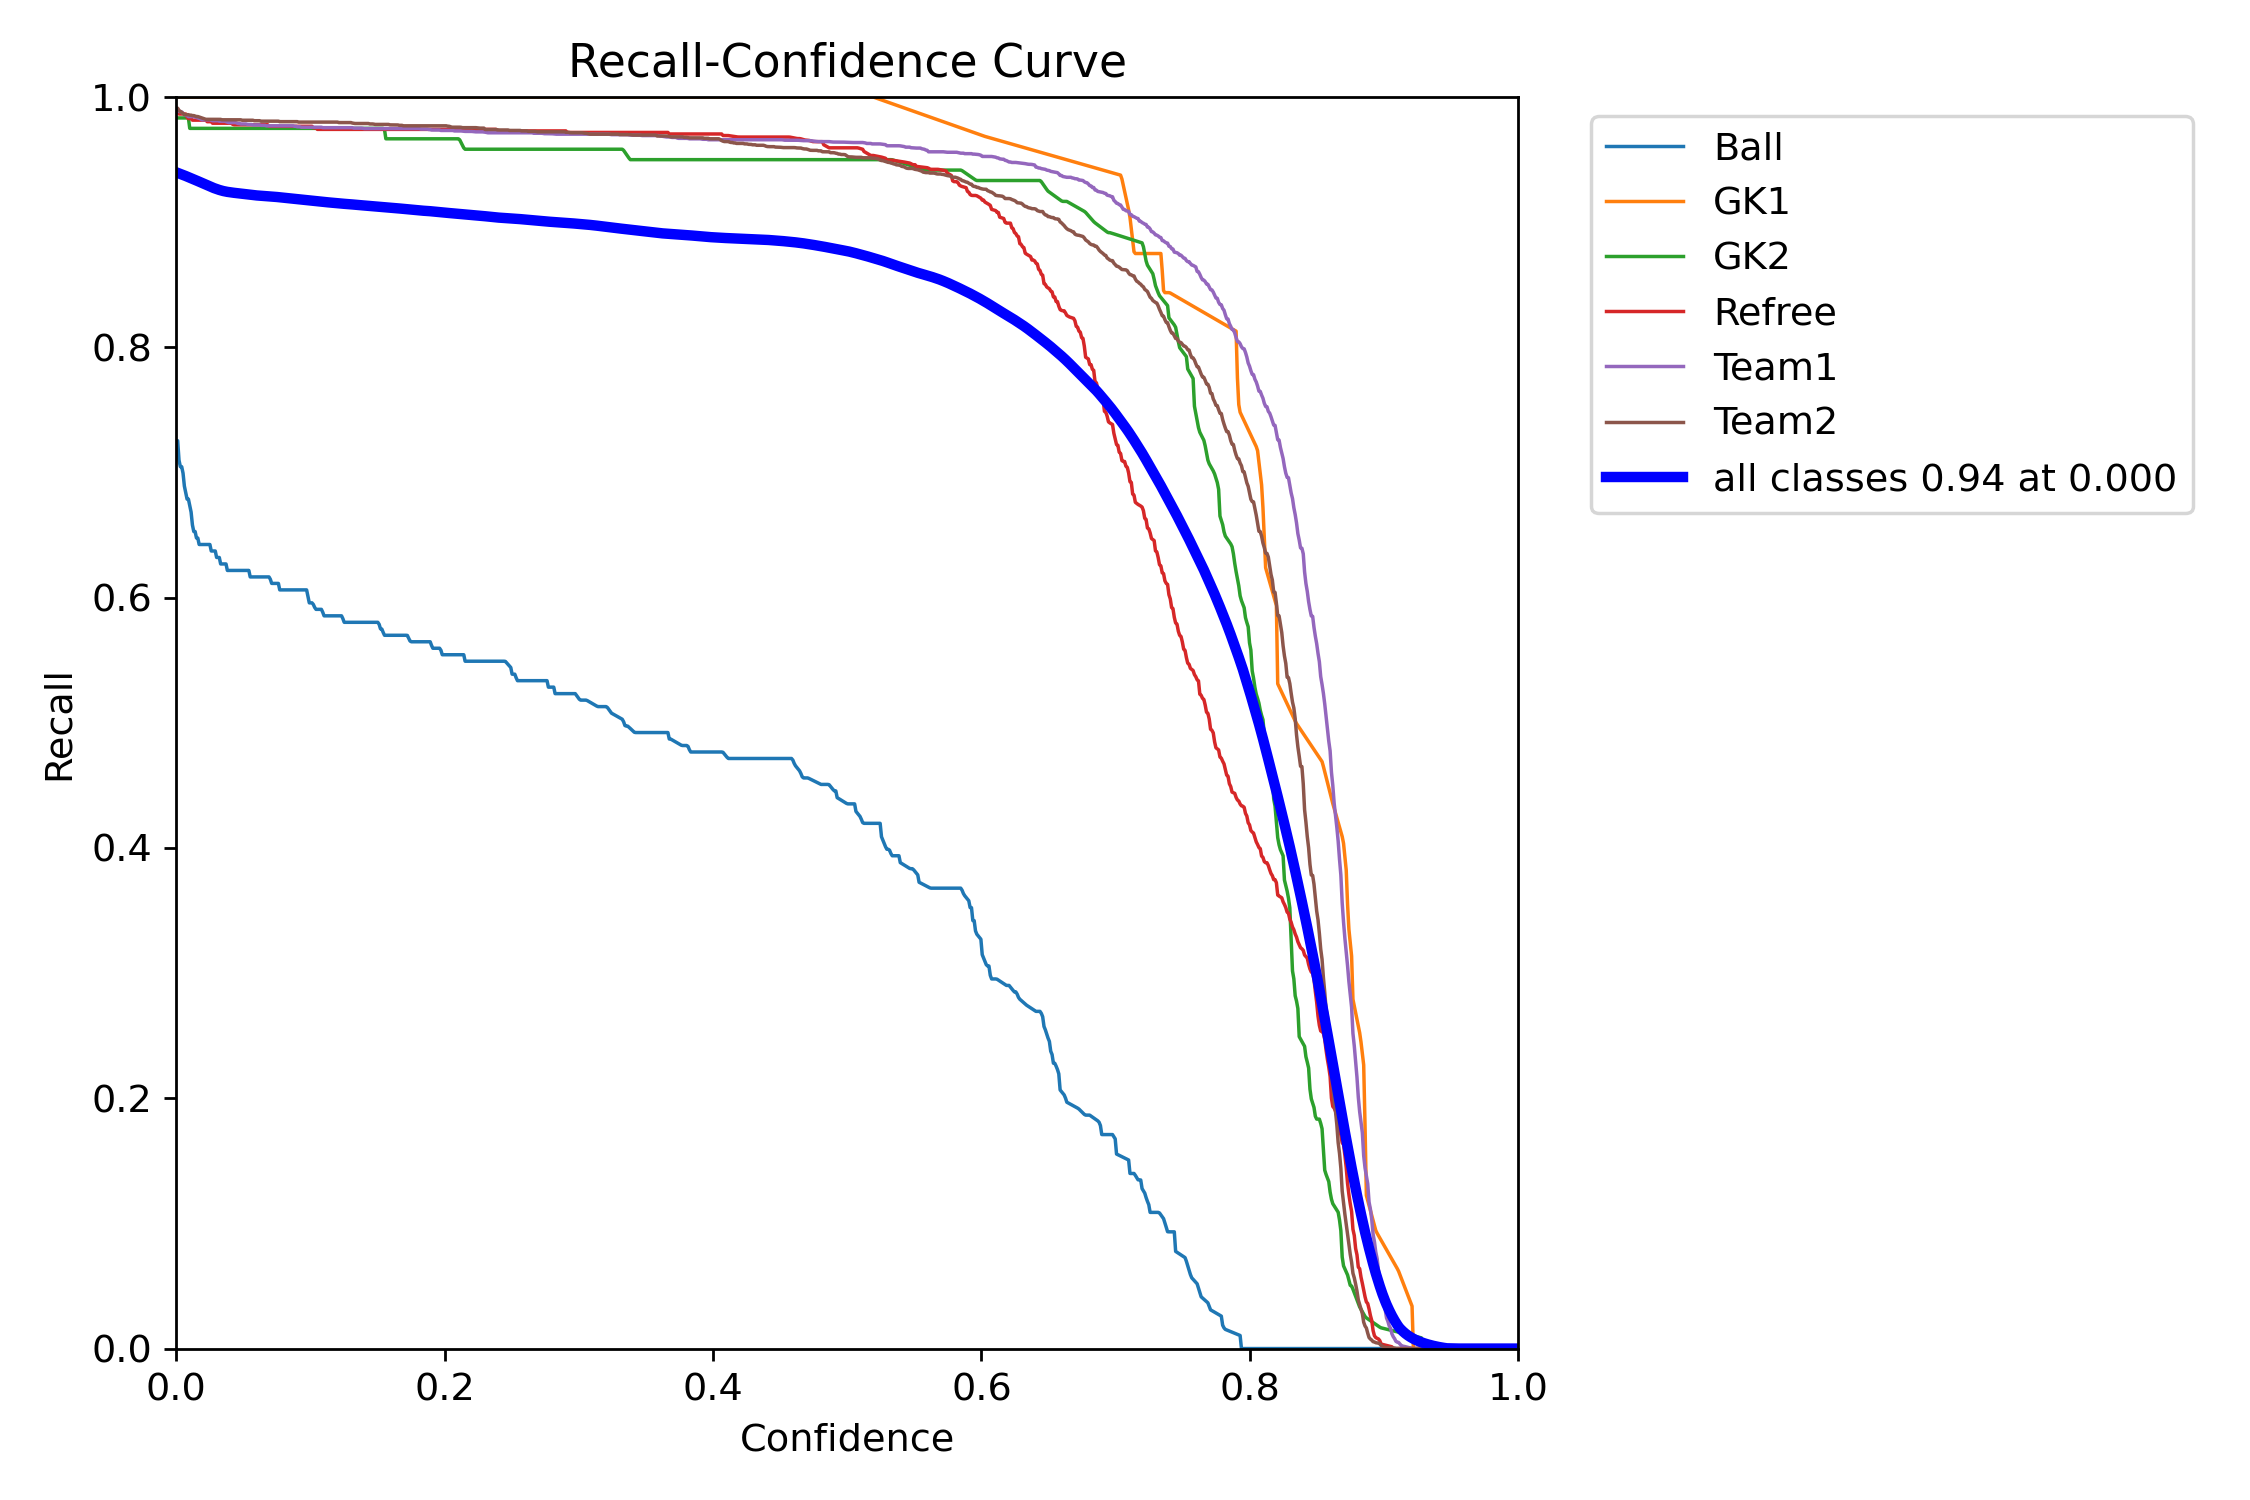 Recall-Confidence Curve
1.0
0.8
0.6
0.4
0.2
0.0
Recall
0.0 0.2 0.4 0.6 0.8 1.0
Confidence
Ball
GK1
GK2
Refree
Team1
Team2
all classes 0.94 at 0.000